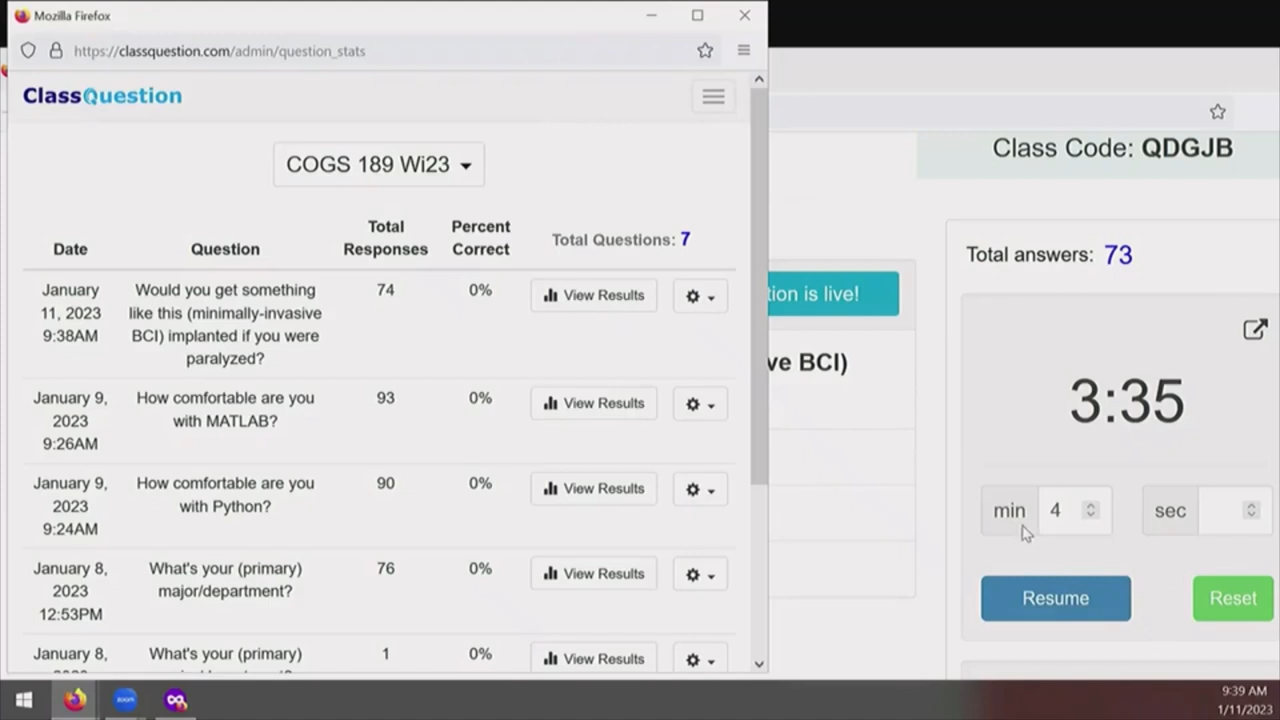 Mozilla Firefox
https://classquestion.com/admin/question_stats
ClassQuestion
COGS 189 Wi23
Date
Question
Total
Responses
Percent
Correct
Total Questions: 7
January
11, 2023
9:38AM
Would you get something
like this (minimally-invasive
BCI) implanted if you were
paralyzed?
74
0%
View Results
January 9,
2023
9:26AM
How comfortable are you
with MATLAB?
93
0%
View Results
January 9,
2023
9:24AM
How comfortable are you
with Python?
90
0%
View Results
January 8,
2023
12:53PM
What's your (primary)
major/department?
76
0%
View Results
January 8,
What's your (primary)
1
0%
View Results
Class Code: QDGJB
tion is live!
ve BCI)
Total answers: 73
3:35
min 4
sec
Resume
Reset
zoom
9:39 AM
1/11/2023